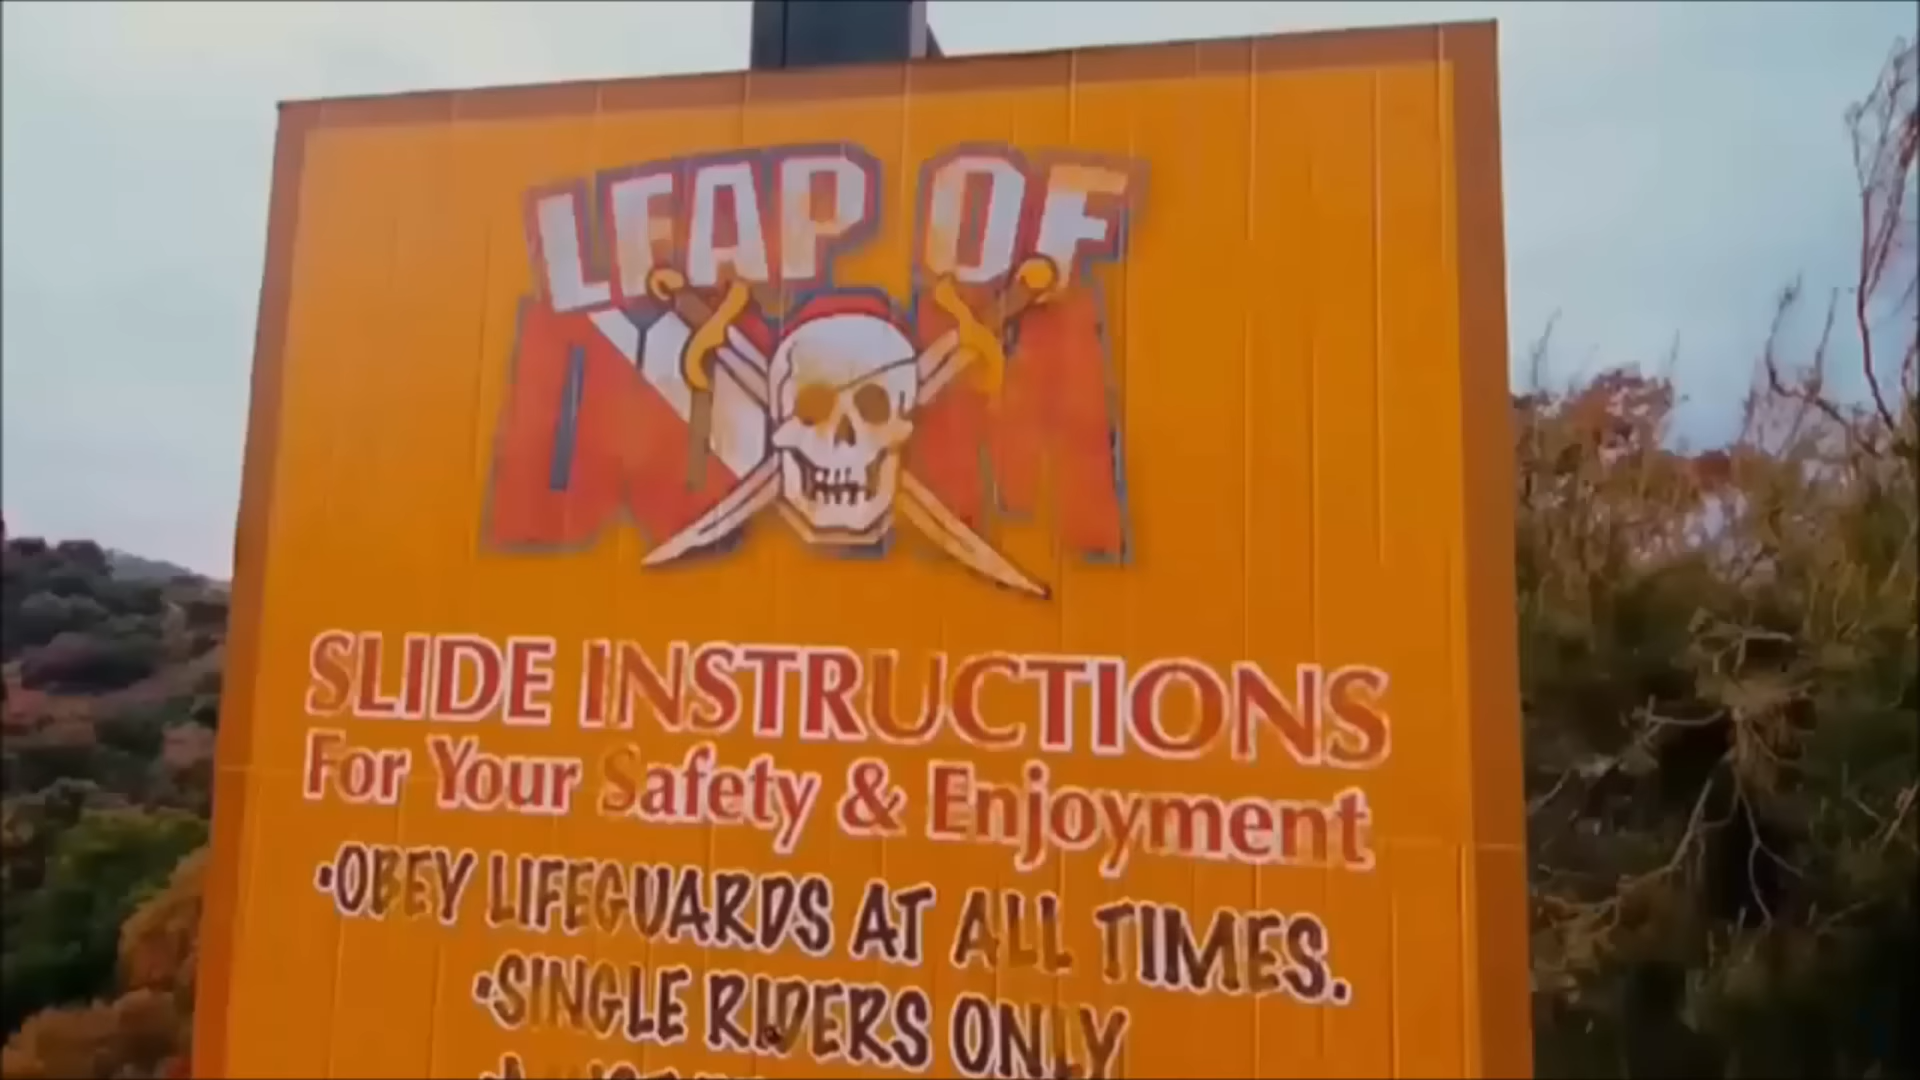 LEAP OF
DOOM
SLIDE INSTRUCTIONS
For Your Safety & Enjoyment
•OBEY LIFEGUARDS AT ALL TIMES.
•SINGLE RIDERS ONLY